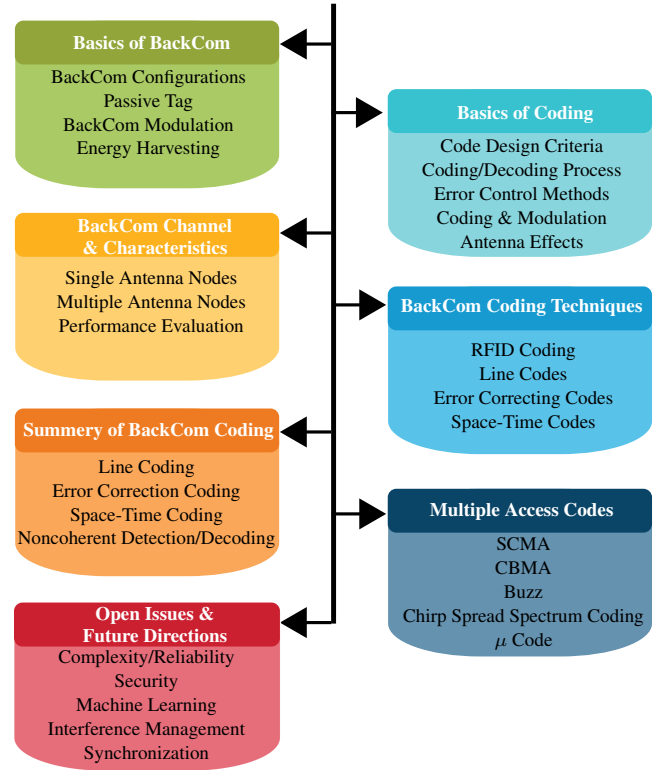 Basics of BackCom
BackCom Configurations
Passive Tag
BackCom Modulation
Energy Harvesting
Basics of Coding
Code Design Criteria
Coding/Decoding Process
Error Control Methods
Coding & Modulation
Antenna Effects
BackCom Channel
& Characteristics
Single Antenna Nodes
Multiple Antenna Nodes
Performance Evaluation
BackCom Coding Techniques
RFID Coding
Line Codes
Error Correcting Codes
Space-Time Codes
Summery of BackCom Coding
Line Coding
Error Correction Coding
Space-Time Coding
Noncoherent Detection/Decoding
Multiple Access Codes
SCMA
CBMA
Buzz
Chirp Spread Spectrum Coding
μ Code
Open Issues &
Future Directions
Complexity/Reliability
Security
Machine Learning
Interference Management
Synchronization